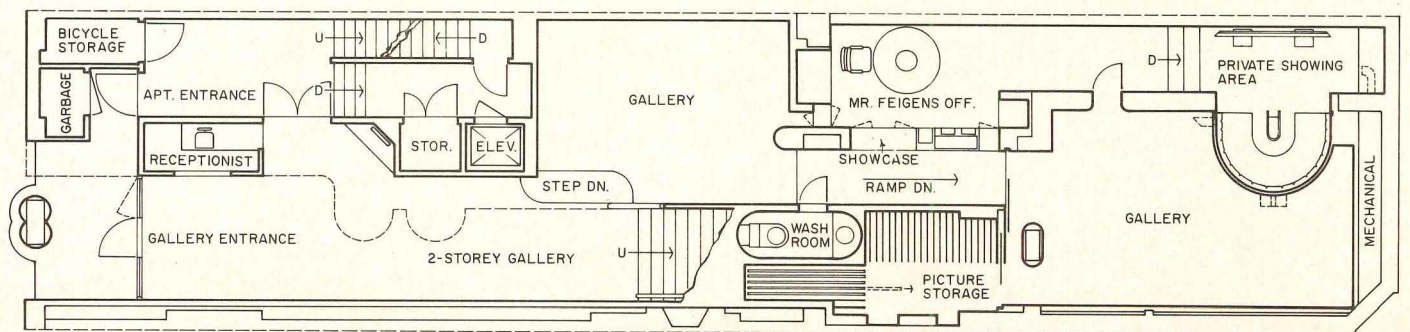 BICYCLE
STORAGE
GARBAGE
APT. ENTRANCE
U
D
D
RECEPTIONIST
STOR.
ELEV.
GALLERY
MR. FEIGENS OFF.
D
PRIVATE SHOWING
AREA
SHOWCASE
RAMP DN.
STEP DN.
GALLERY ENTRANCE
2-STOREY GALLERY
U
WASH
ROOM
PICTURE
STORAGE
GALLERY
MECHANICAL